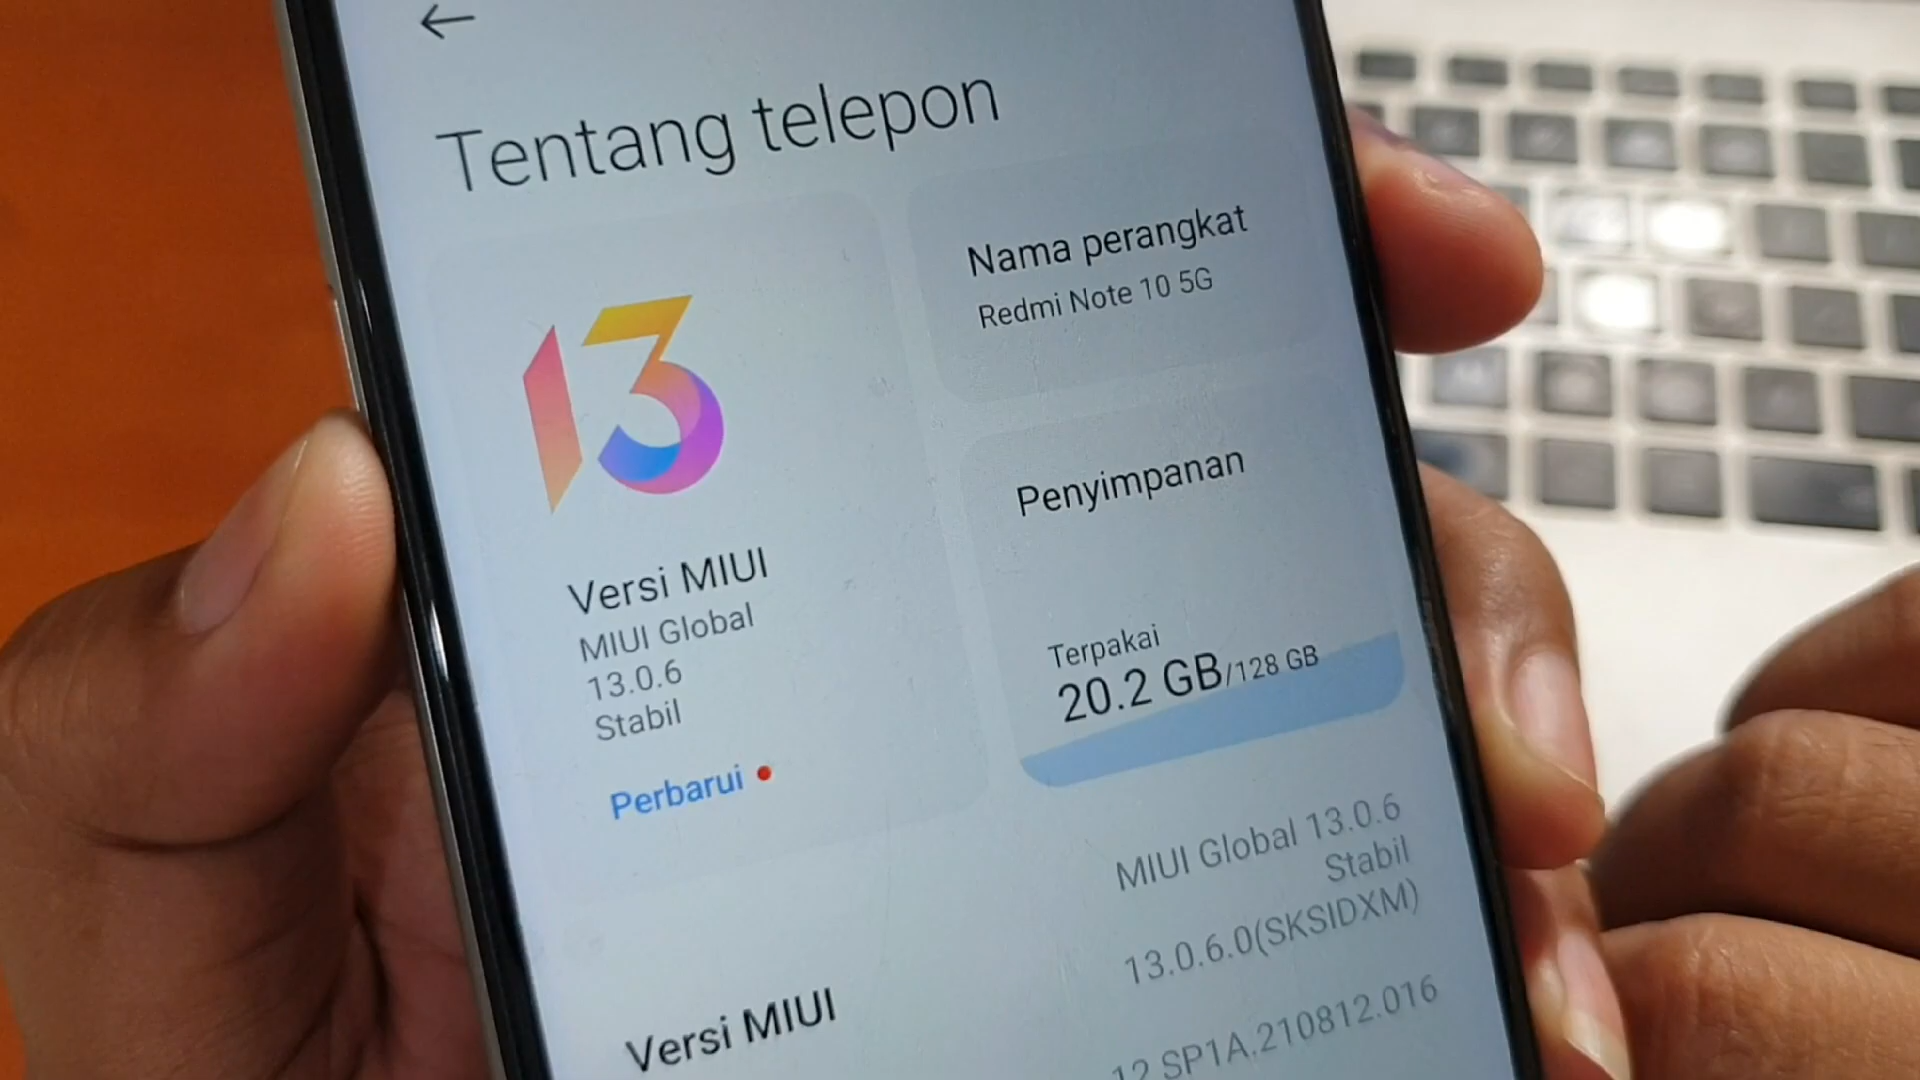 Tentang telepon
13
Versi MIUI
MIUI Global
13.0.6
Stabil
Perbarui
Nama perangkat
Redmi Note 10 5G
Penyimpanan
Terpakai
20.2 GB/128 GB
Versi MIUI
MIUI Global 13.0.6
Stabil
13.0.6.0(SKSIDXM)
12 SP1A.210812.016